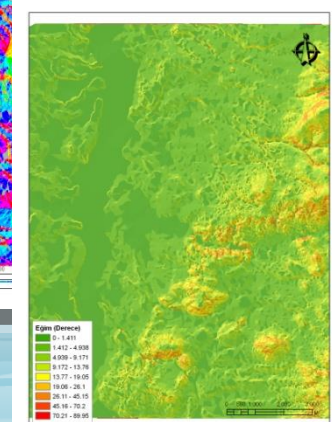 Eğim (Derece)
0 - 1.411
1.412 - 4.938
4.939 - 9.171
9.172 - 13.76
13.77 - 19.05
19.06 - 26.1
26.11 - 45.15
45.16 - 70.2
70.21 - 89.95